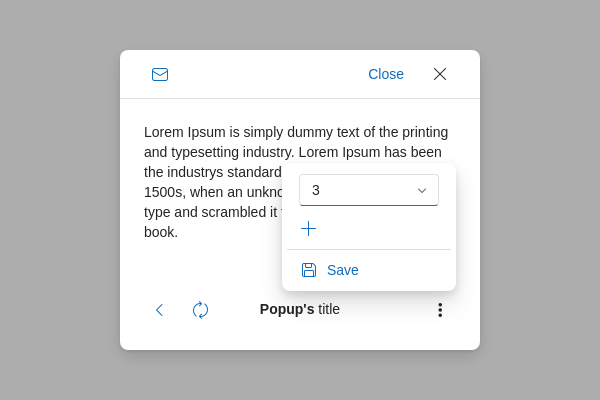 Close
Lorem Ipsum is simply dummy text of the printing
and typesetting industry. Lorem Ipsum has been
the industrys standard
1500s, when an
type and scrambled it
book.
3
Save
Popup's title